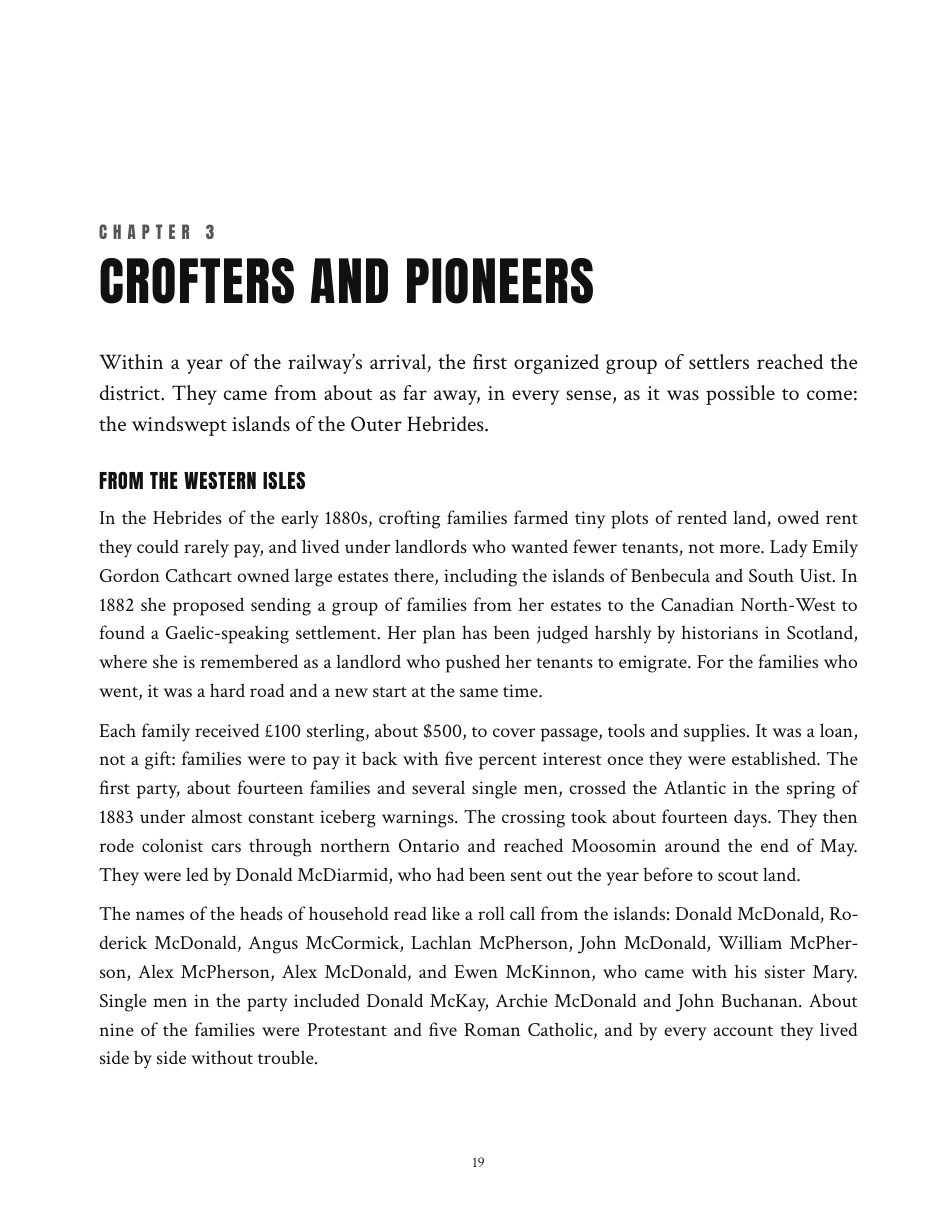 CHAPTER 3
CROFTERS AND PIONEERS
Within a year of the railway’s arrival, the first organized group of settlers reached the
district. They came from about as far away, in every sense, as it was possible to come:
the windswept islands of the Outer Hebrides.
FROM THE WESTERN ISLES
In the Hebrides of the early 1880s, crofting families farmed tiny plots of rented land, owed rent
they could rarely pay, and lived under landlords who wanted fewer tenants, not more. Lady Emily
Gordon Cathcart owned large estates there, including the islands of Benbecula and South Uist. In
1882 she proposed sending a group of families from her estates to the Canadian North-West to
found a Gaelic-speaking settlement. Her plan has been judged harshly by historians in Scotland,
where she is remembered as a landlord who pushed her tenants to emigrate. For the families who
went, it was a hard road and a new start at the same time.
Each family received £100 sterling, about $500, to cover passage, tools and supplies. It was a loan,
not a gift: families were to pay it back with five percent interest once they were established. The
first party, about fourteen families and several single men, crossed the Atlantic in the spring of
1883 under almost constant iceberg warnings. The crossing took about fourteen days. They then
rode colonist cars through northern Ontario and reached Moosomin around the end of May.
They were led by Donald McDiarmid, who had been sent out the year before to scout land.
The names of the heads of household read like a roll call from the islands: Donald McDonald, Ro-
derick McDonald, Angus McCormick, Lachlan McPherson, John McDonald, William McPher-
son, Alex McPherson, Alex McDonald, and Ewen McKinnon, who came with his sister Mary.
Single men in the party included Donald McKay, Archie McDonald and John Buchanan. About
nine of the families were Protestant and five Roman Catholic, and by every account they lived
side by side without trouble.
19